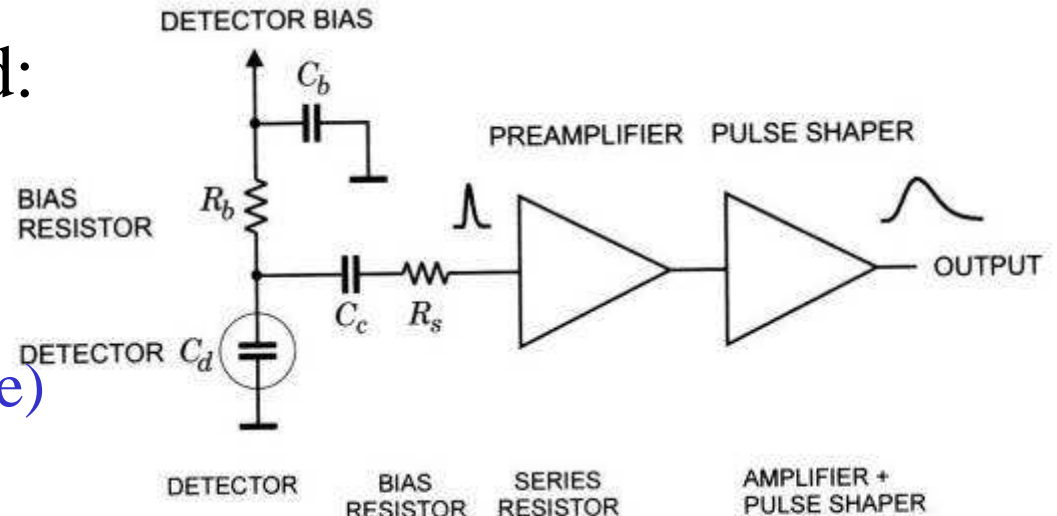 DETECTOR BIAS
d:
C_b
PREAMPLIFIER PULSE SHAPER
BIAS
RESISTOR
R_b
OUTPUT
C_c R_s
DETECTOR C_d
e)
DETECTOR
BIAS
RESISTOR
SERIES
RESISTOR
AMPLIFIER +
PULSE SHAPER